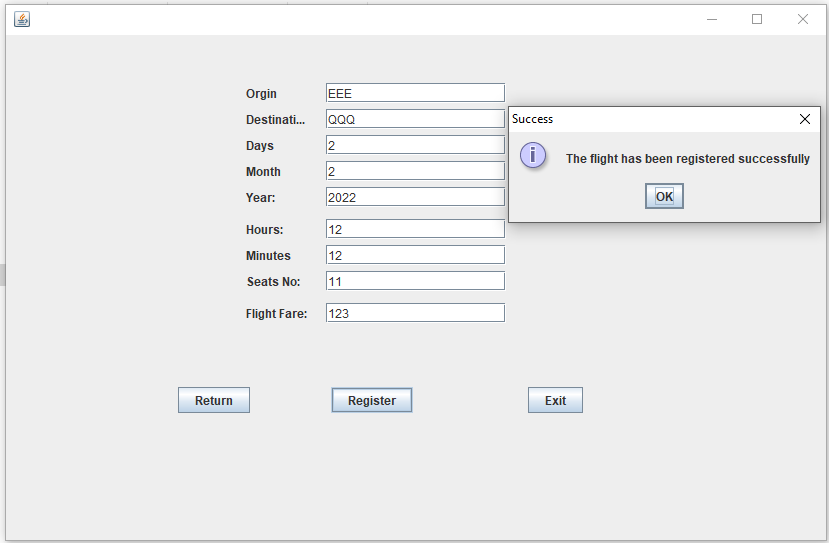 Orgin EEE
Destinati... QQQ
Days 2
Month 2
Year: 2022
Hours: 12
Minutes 12
Seats No: 11
Flight Fare: 123
Return Register Exit
Success
The flight has been registered successfully
OK